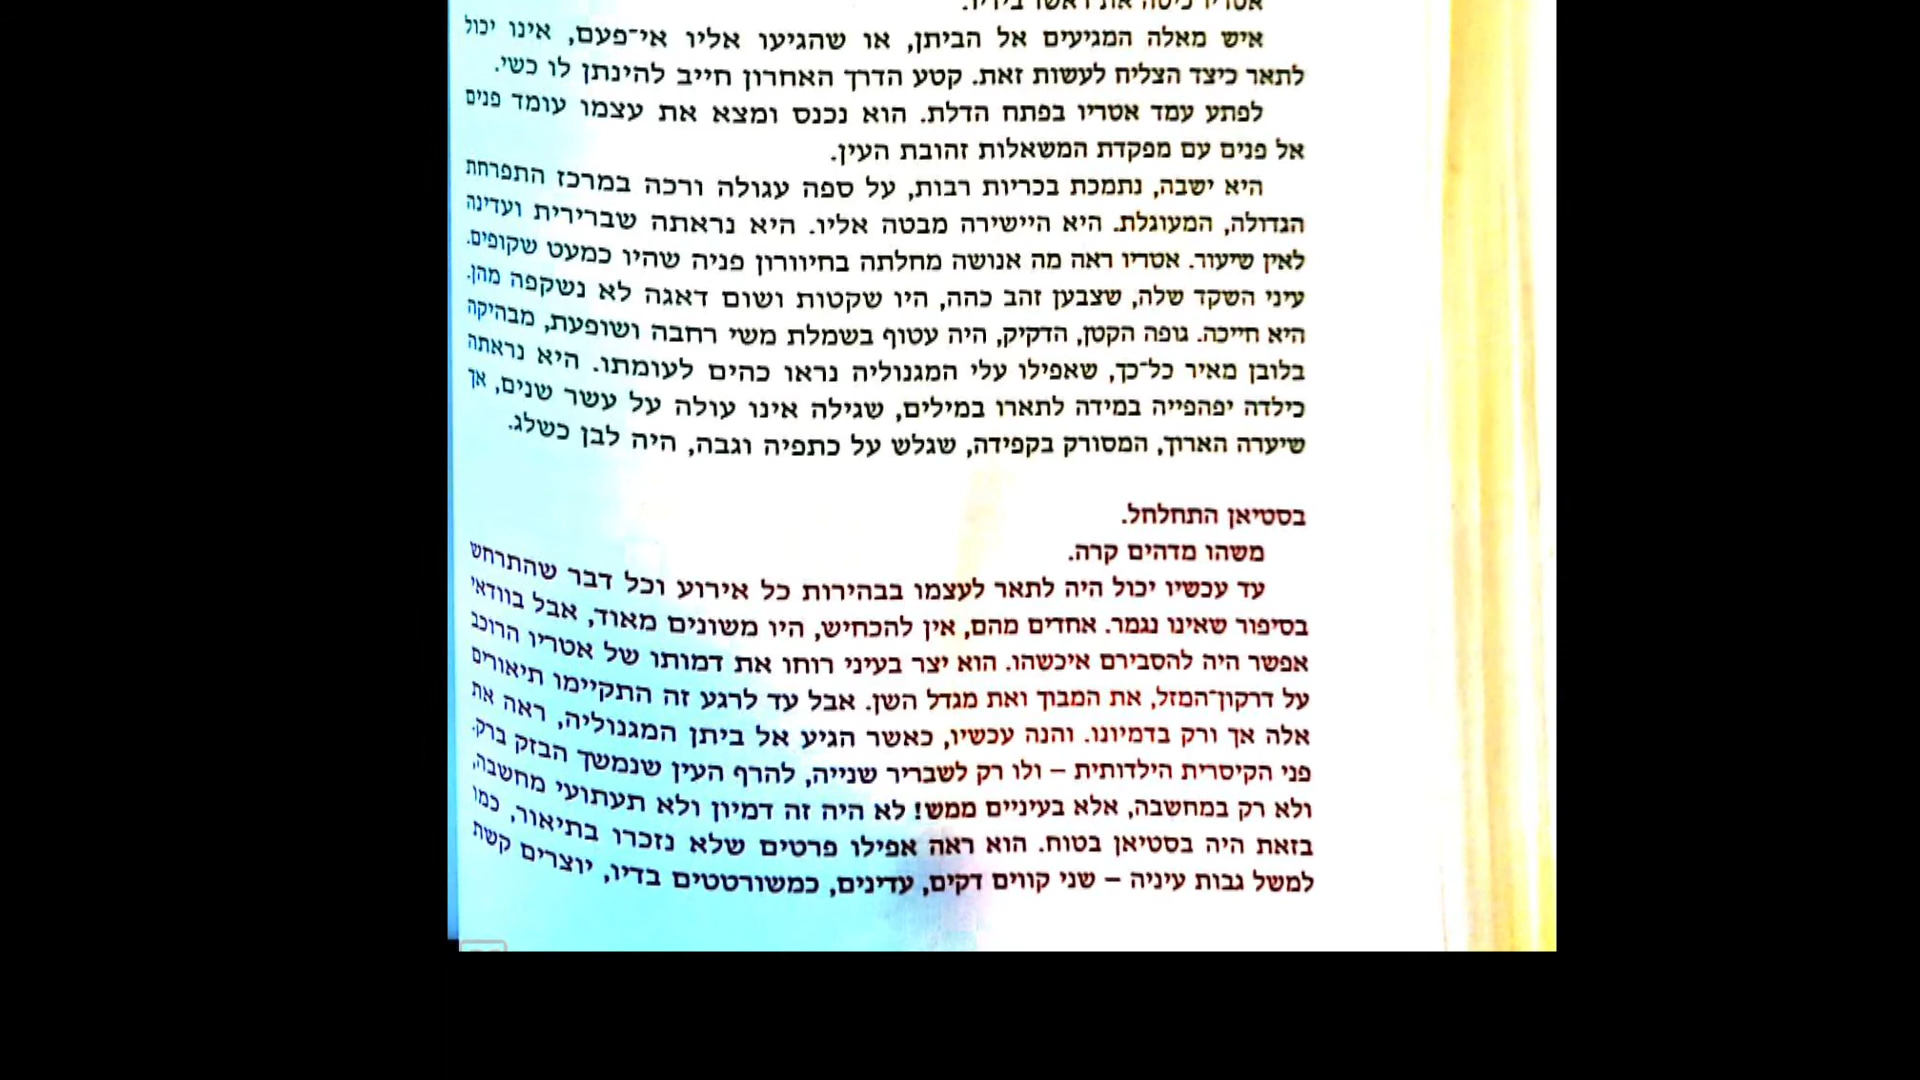 אטריו כיסה את ראשו בידיו.
איש מאלה המגיעים אל הביתן, או שהגיעו אליו אי־פעם, אינו יכול
לתאר כיצד הצליח לעשות זאת. קטע הדרך האחרון חייב להינתן לו כשי.
לפתע עמד אטריו בפתח הדלת. הוא נכנס ומצא את עצמו עומד פנים
אל פנים עם מפקדת המשאלות זהובת העין.
היא ישבה, נתמכת בכריות רבות, על ספה עגולה ורכה במרכז התפרחת
הגדולה, המעוגלת. היא היישירה מבטה אליו. היא נראתה שברירית ועדינה
לאין שיעור. אטריו ראה מה אנושה מחלתה בחיוורון פניה שהיו כמעט שקופים.
עיני השקד שלה, שצבען זהב כהה, היו שקטות ושום דאגה לא נשקפה מהן.
היא חייכה. גופה הקטן, הדקיק, היה עטוף בשמלת משי רחבה ושופעת, מבהיקה
בלובן מאיר כל־כך, שאפילו עלי המגנוליה נראו כהים לעומתו. היא נראתה
כילדה יפהפייה במידה לתארו במילים, שגילה אינו עולה על עשר שנים, אך
שיערה הארוך, המסורק בקפידה, שגלש על כתפיה וגבה, היה לבן כשלג.
בסטיאן התחלחל.
משהו מדהים קרה.
עד עכשיו יכול היה לתאר לעצמו בבהירות כל אירוע וכל דבר שהתרחש
בסיפור שאינו נגמר. אחדים מהם, אין להכחיש, היו משונים מאוד, אבל בוודאי
אפשר היה להסבירם איכשהו. הוא יצר בעיני רוחו את דמותו של אטריו הרוכב
על דרקון־המזל, את המבוך ואת מגדל השן. אבל עד לרגע זה התקיימו תיאורים
אלה אך ורק בדמיונו. והנה עכשיו, כאשר הגיע אל ביתן המגנוליה, ראה את
פני הקיסרית הילדותית – ולו רק לשבריר שנייה, להרף העין שנמשך הבזק ברק.
ולא רק במחשבה, אלא בעיניים ממש! לא היה זה דמיון ולא תעתועי מחשבה,
בזאת היה בסטיאן בטוח. הוא ראה אפילו פרטים שלא נזכרו בתיאור, כמו
למשל גבות עיניה – שני קווים דקים, עדינים, כמשורטטים בדיו, יוצרים קשת